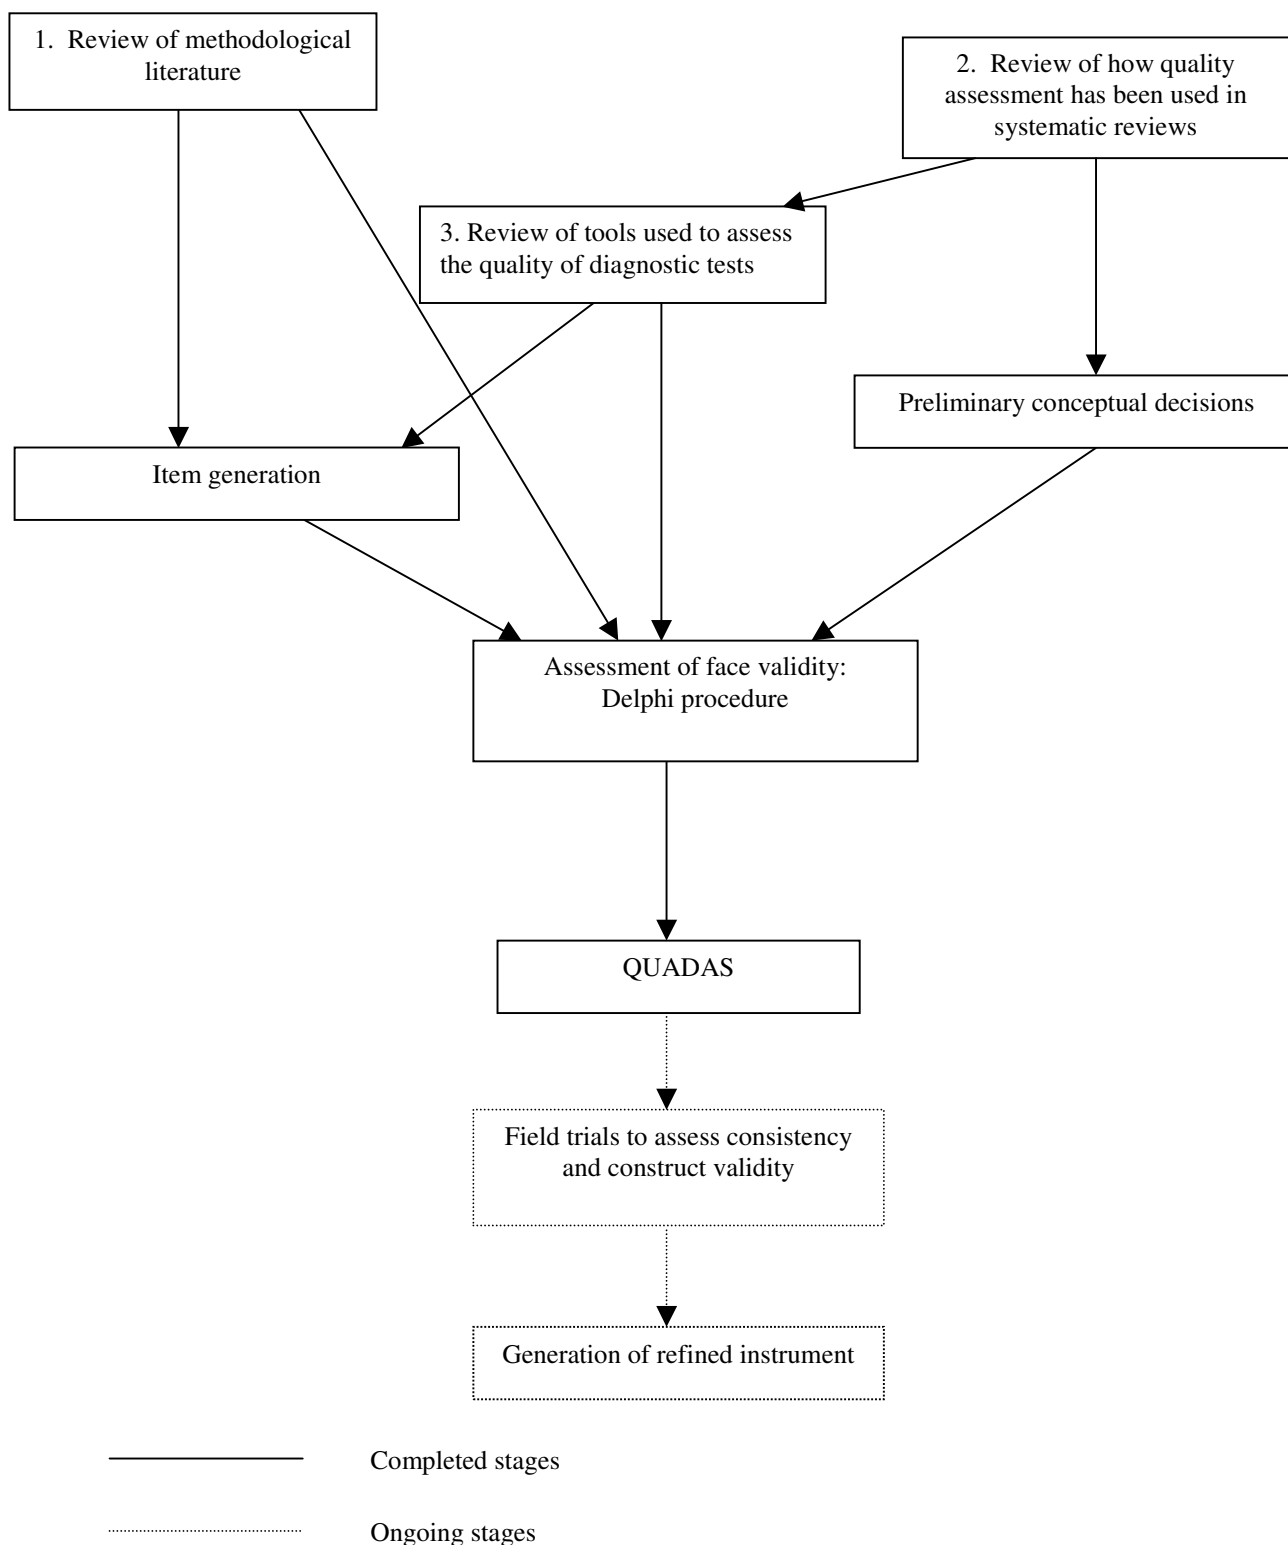 1. Review of methodological
literature
2. Review of how quality
assessment has been used in
systematic reviews
3. Review of tools used to assess
the quality of diagnostic tests
Preliminary conceptual decisions
Item generation
Assessment of face validity:
Delphi procedure
QUADAS
Field trials to assess consistency
and construct validity
Generation of refined instrument
Completed stages
Ongoing stages